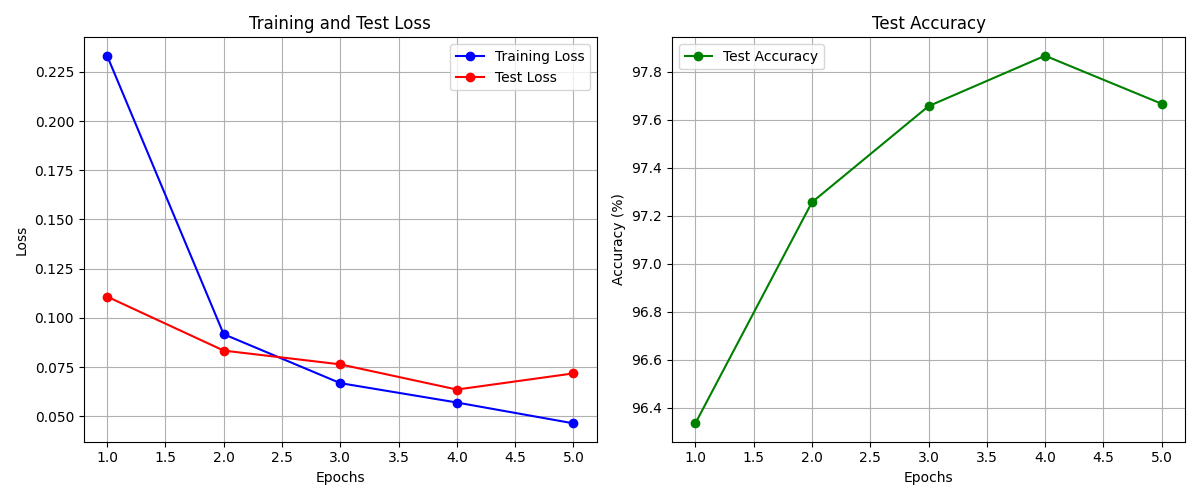 Training and Test Loss
Training Loss
Test Loss
0.225
0.200
0.175
0.150
0.125
0.100
0.075
0.050
Loss
1.0 1.5 2.0 2.5 3.0 3.5 4.0 4.5 5.0
Epochs
Test Accuracy
Test Accuracy
97.8
97.6
97.4
97.2
97.0
96.8
96.6
96.4
Accuracy (%)
1.0 1.5 2.0 2.5 3.0 3.5 4.0 4.5 5.0
Epochs